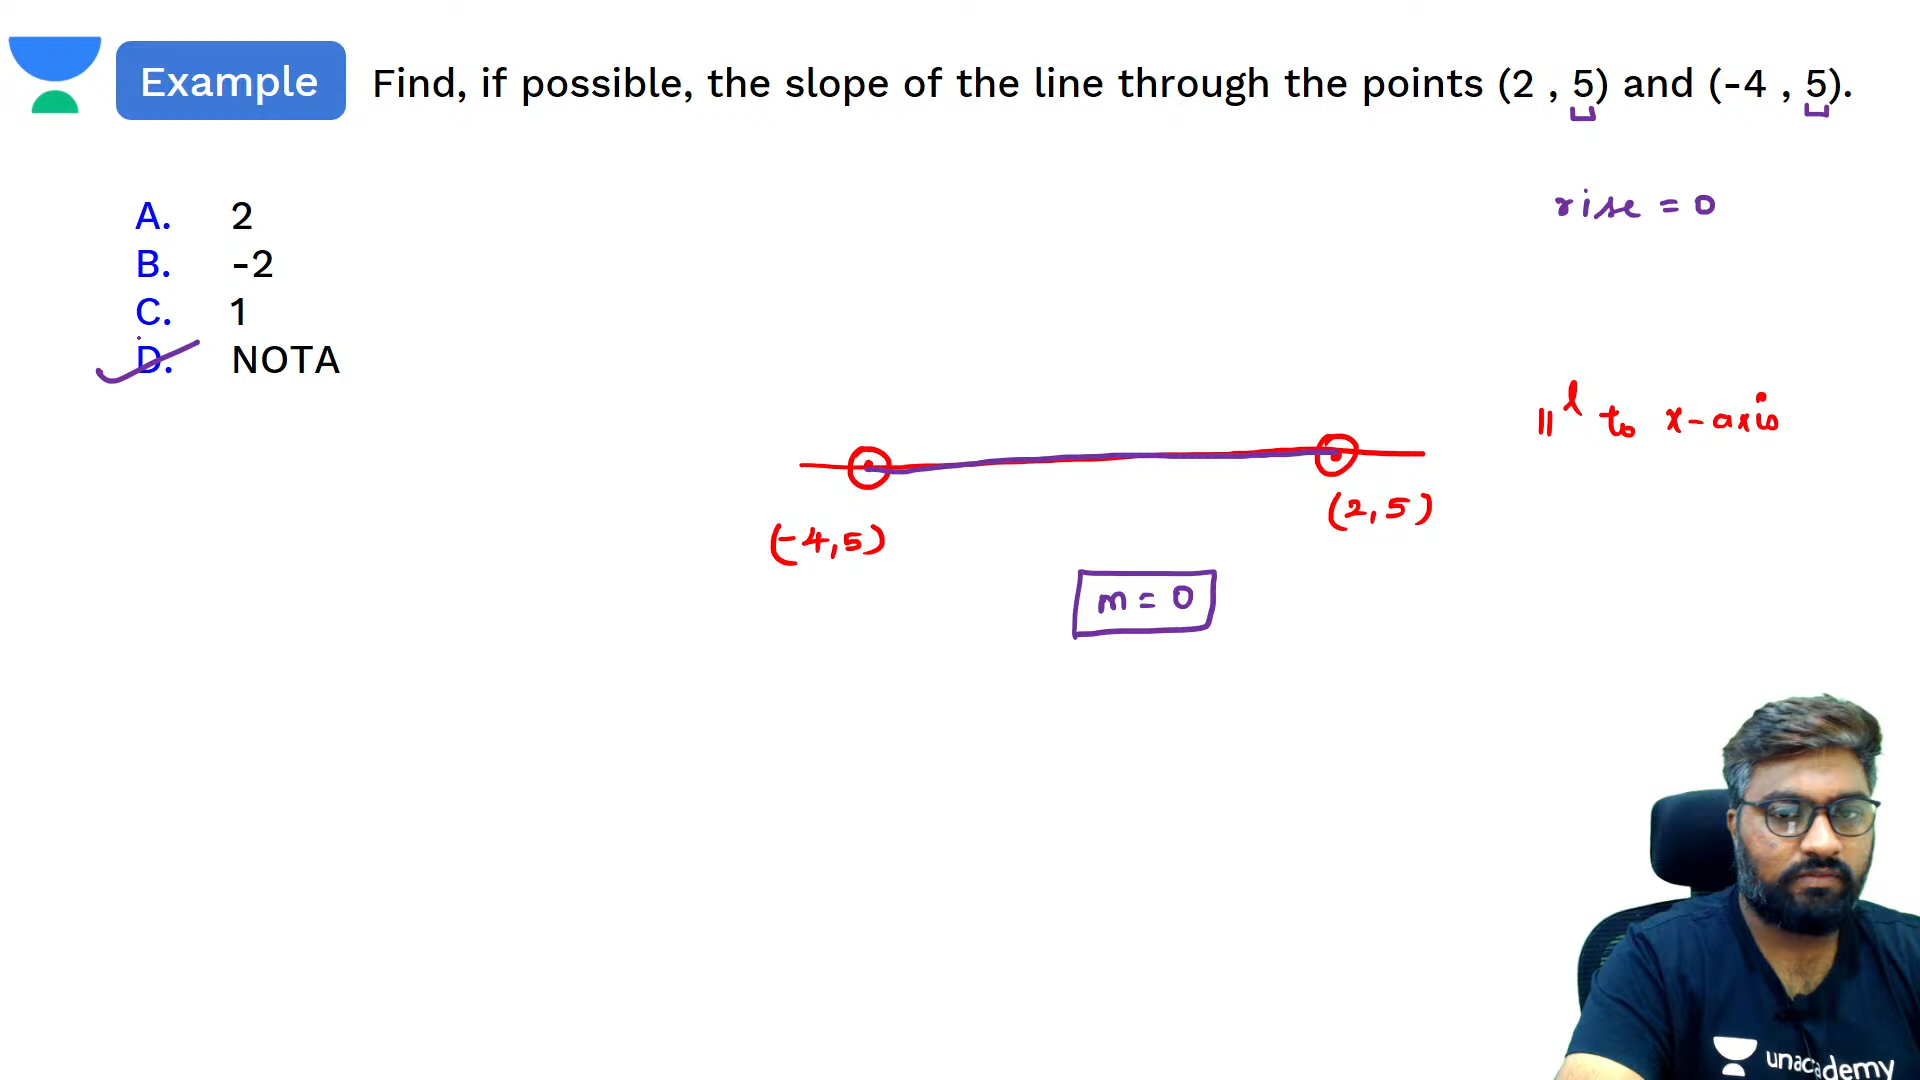 Example Find, if possible, the slope of the line through the points (2 , 5) and (-4 , 5).
rise = 0
A. 2
B. -2
C. 1
D. NOTA
||l to x-axis
(2,5)
(-4,5)
m = 0
unacademy